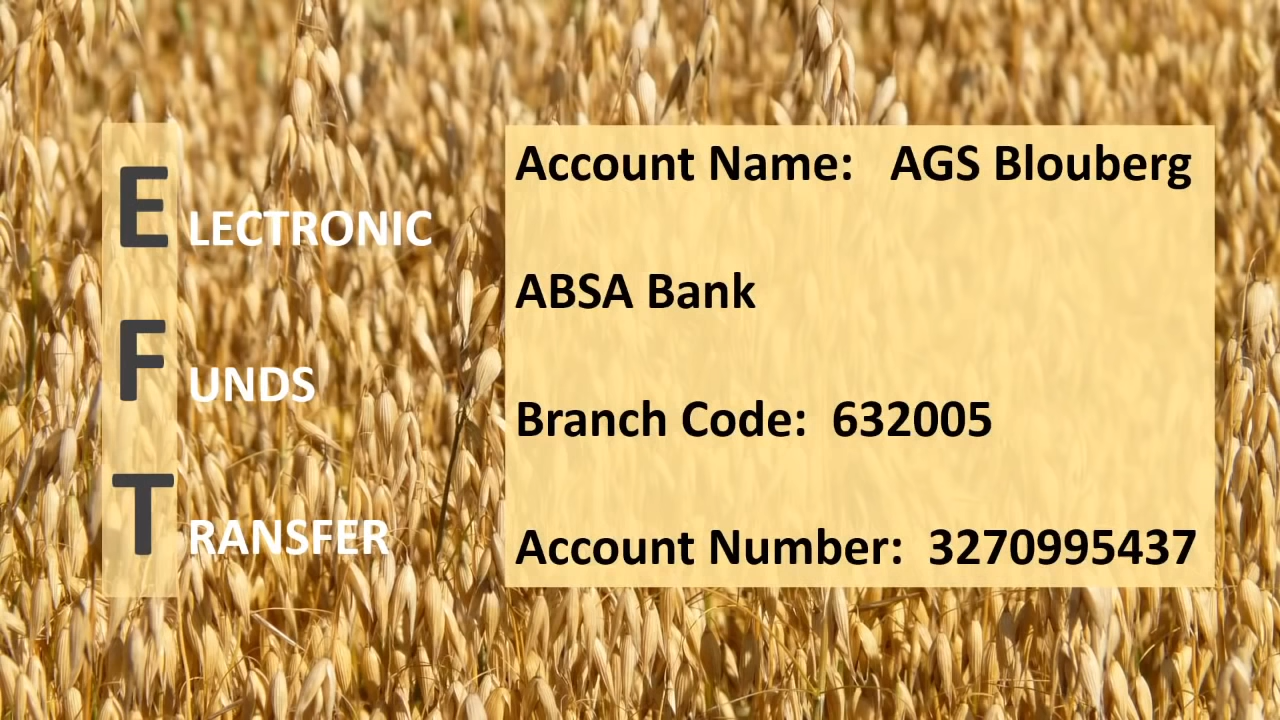 ELECTRONIC
FUNDS
TRANSFER
Account Name: AGS Blouberg
ABSA Bank
Branch Code: 632005
Account Number: 3270995437